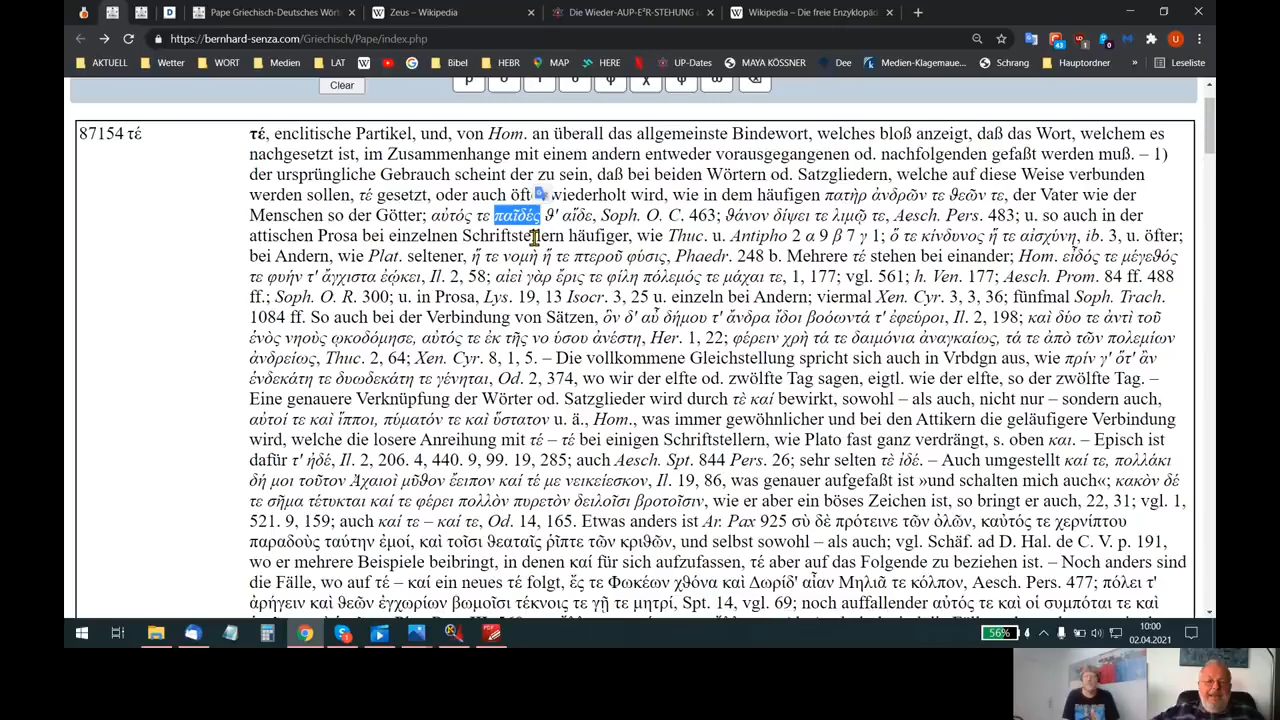 Pape Griechisch-Deutsches Wört
Zeus – Wikipedia
Die Wieder-AUP-E²R-STEHUNG
Wikipedia – Die freie Enzyklopäd
https://bernhard-senza.com/Griechisch/Pape/index.php
AKTUELL Wetter WORT Medien LAT Bibel HEBR MAP HERE UP-Dates MAYA KÖSSNER Dee Medien-Klagemaue... Schrang Hauptordner » Leseliste
Clear
87154 τέ
τέ, enclitische Partikel, und, von Hom. an überall das allgemeinste Bindewort, welches bloß anzeigt, daß das Wort, welchem es
nachgesetzt ist, im Zusammenhange mit einem andern entweder vorausgegangenen od. nachfolgenden gefaßt werden muß. – 1)
der ursprüngliche Gebrauch scheint der zu sein, daß bei beiden Wörtern od. Satzgliedern, welche auf diese Weise verbunden
werden sollen, τέ gesetzt, oder auch öfter wiederholt wird, wie in dem häufigen πατὴρ ἀνδρῶν τε ϑεῶν τε, der Vater wie der
Menschen so der Götter; αὐτός τε παῖδές ϑ' αἵδε, Soph. O. C. 463; ϑάνον δίψει τε λιμῷ τε, Aesch. Pers. 483; u. so auch in der
attischen Prosa bei einzelnen Schriftstellern häufiger, wie Thuc. u. Antipho 2 α 9 β 7 γ 1; ὅ τε κίνδυνος ἥ τε αἰσχύνη, ib. 3, u. öfter;
bei Andern, wie Plat. seltener, ἥ τε νομὴ ἥ τε πτεροῦ φύσις, Phaedr. 248 b. Mehrere τέ stehen bei einander; Hom. εἶδός τε μέγεϑός
τε φυήν τ' ἄγχιστα ἐῴκει, Il. 2, 58; αἰεὶ γὰρ ἔρις τε φίλη πόλεμός τε μάχαι τε, 1, 177; vgl. 561; h. Ven. 177; Aesch. Prom. 84 ff. 488
ff.; Soph. O. R. 300; u. in Prosa, Lys. 19, 13 Isocr. 3, 25 u. einzeln bei Andern; viermal Xen. Cyr. 3, 3, 36; fünfmal Soph. Trach.
1084 ff. So auch bei der Verbindung von Sätzen, ὃν δ' αὖ δήμου τ' ἄνδρα ἴδοι βοόωντά τ' ἐφεύροι, Il. 2, 198; καὶ δύο τε ἀντὶ τοῦ
ἑνὸς νηοὺς ᾠκοδόμησε, αὐτός τε ἐκ τῆς νο ύσου ἀνέστη, Her. 1, 22; φέρειν χρὴ τά τε δαιμόνια ἀναγκαίως, τά τε ἀπὸ τῶν πολεμίων
ἀνδρείως, Thuc. 2, 64; Xen. Cyr. 8, 1, 5. – Die vollkommene Gleichstellung spricht sich auch in Vrbdgn aus, wie πρίν γ' ὅτ' ἂν
ἑνδεκάτη τε δυωδεκάτη τε γένηται, Od. 2, 374, wo wir der elfte od. zwölfte Tag sagen, eigtl. wie der elfte, so der zwölfte Tag. –
Eine genauere Verknüpfung der Wörter od. Satzglieder wird durch τὲ καί bewirkt, sowohl – als auch, nicht nur – sondern auch,
αὐτοί τε καὶ ἵπποι, πύματόν τε καὶ ὕστατον u. ä., Hom., was immer gewöhnlicher und bei den Attikern die geläufigere Verbindung
wird, welche die losere Anreihung mit τέ – τέ bei einigen Schriftstellern, wie Plato fast ganz verdrängt, s. oben και. – Episch ist
dafür τ' ἠδέ, Il. 2, 206. 4, 440. 9, 99. 19, 285; auch Aesch. Spt. 844 Pers. 26; sehr selten τὲ ἰδέ. – Auch umgestellt καί τε, πολλάκι
δή μοι τοῦτον Ἀχαιοὶ μῦϑον ἔειπον καί τέ με νεικείεσκον, Il. 19, 86, was genauer aufgefaßt ist »und schalten mich auch«; κακὸν δέ
τε σῆμα τέτυκται καί τε φέρει πολλὸν πυρετὸν δειλοῖσι βροτοῖσιν, wie er aber ein böses Zeichen ist, so bringt er auch, 22, 31; vgl. 1,
521. 9, 159; auch καί τε – καί τε, Od. 14, 165. Etwas anders ist Ar. Pax 925 σὺ δὲ πρότεινε τῶν ὀλῶν, καὐτός τε χερνίπτου
παραδοὺς ταύτην ἐμοί, καὶ τοῖσι ϑεαταῖς ῥῖπτε τῶν κριϑῶν, und selbst sowohl – als auch; vgl. Schäf. ad D. Hal. de C. V. p. 191,
wo er mehrere Beispiele beibringt, in denen καί für sich aufzufassen, τέ aber auf das Folgende zu beziehen ist. – Noch anders sind
die Fälle, wo auf τέ – καί ein neues τέ folgt, ἔς τε Φωκέων χϑόνα καὶ Δωρίδ' αἶαν Μηλιᾶ τε κόλπον, Aesch. Pers. 477; πόλει τ'
ἀρήγειν καὶ ϑεῶν ἐγχωρίων βωμοῖσι τέκνοις τε γῇ τε μητρί, Spt. 14, vgl. 69; noch auffallender αὐτός τε καὶ οἱ συμπόται τε καὶ
56%
10:00
02.04.2021